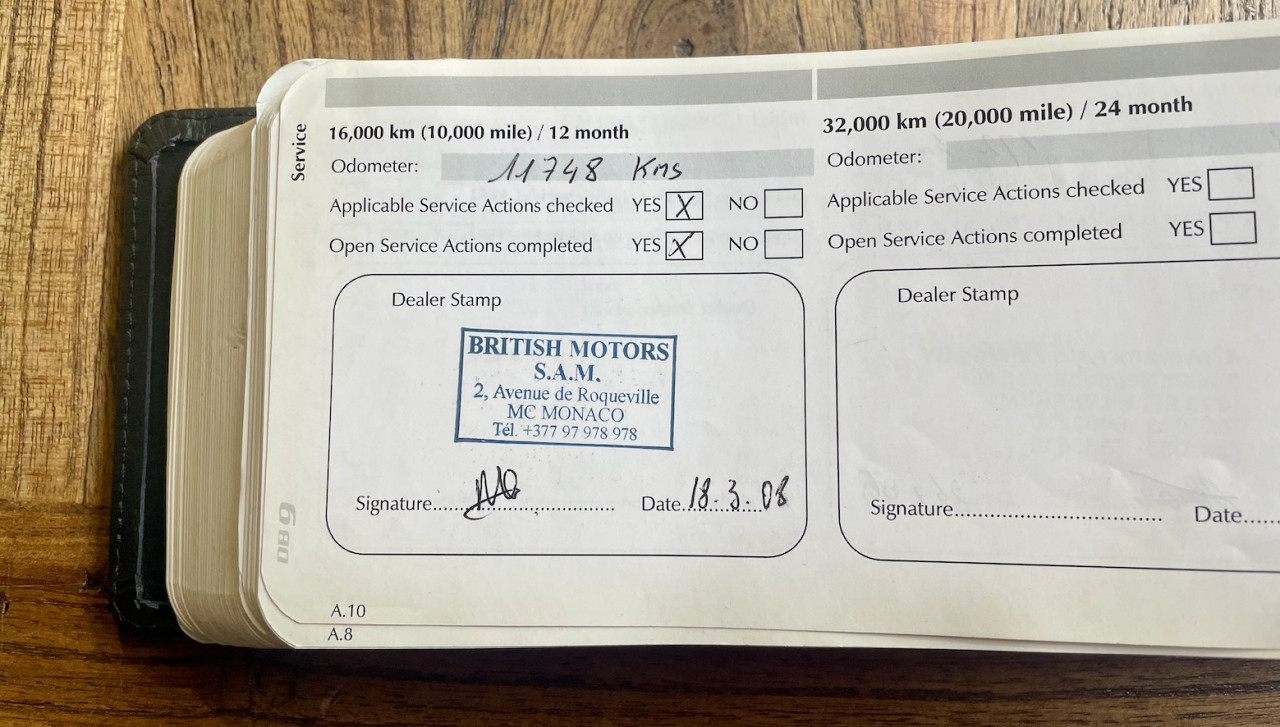 Service
16,000 km (10,000 mile) / 12 month
Odometer: 11748 Kms
Applicable Service Actions checked YES X NO
Open Service Actions completed YES X NO
Dealer Stamp
BRITISH MOTORS
S.A.M.
2, Avenue de Roqueville
MC MONACO
Tél. +377 97 978 978
Signature.......... Date 18.3.08
32,000 km (20,000 mile) / 24 month
Odometer:
Applicable Service Actions checked YES
Open Service Actions completed YES
Dealer Stamp
Signature.......... Date.....
DB9
A.10
A.8